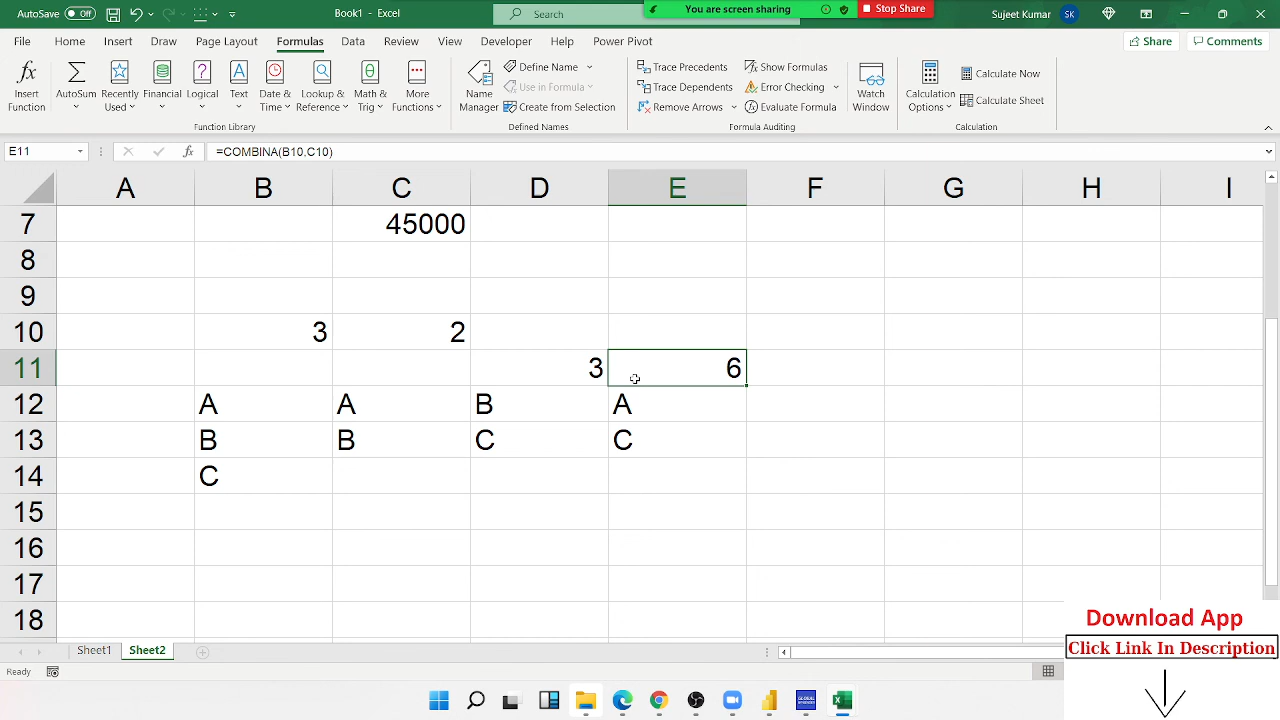 AutoSave Off Book1 - Excel Search You are screen sharing Stop Share Sujeet Kumar SK
File Home Insert Draw Page Layout Formulas Data Review View Developer Help Power Pivot Share Comments
Insert Function AutoSum Recently Used Financial Logical Text Date & Time Lookup & Reference Math & Trig More Functions
Name Manager Define Name Use in Formula Create from Selection
Trace Precedents Trace Dependents Remove Arrows Show Formulas Error Checking Evaluate Formula Watch Window
Calculation Options Calculate Now Calculate Sheet
Function Library Defined Names Formula Auditing Calculation
E11 fx =COMBINA(B10,C10)
A B C D E F G H I
7 45000
8
9
10 3 2
11 3 6
12 A A B A
13 B B C C
14 C
15
16
17
18
Download App
Click Link In Description
Sheet1 Sheet2
Ready